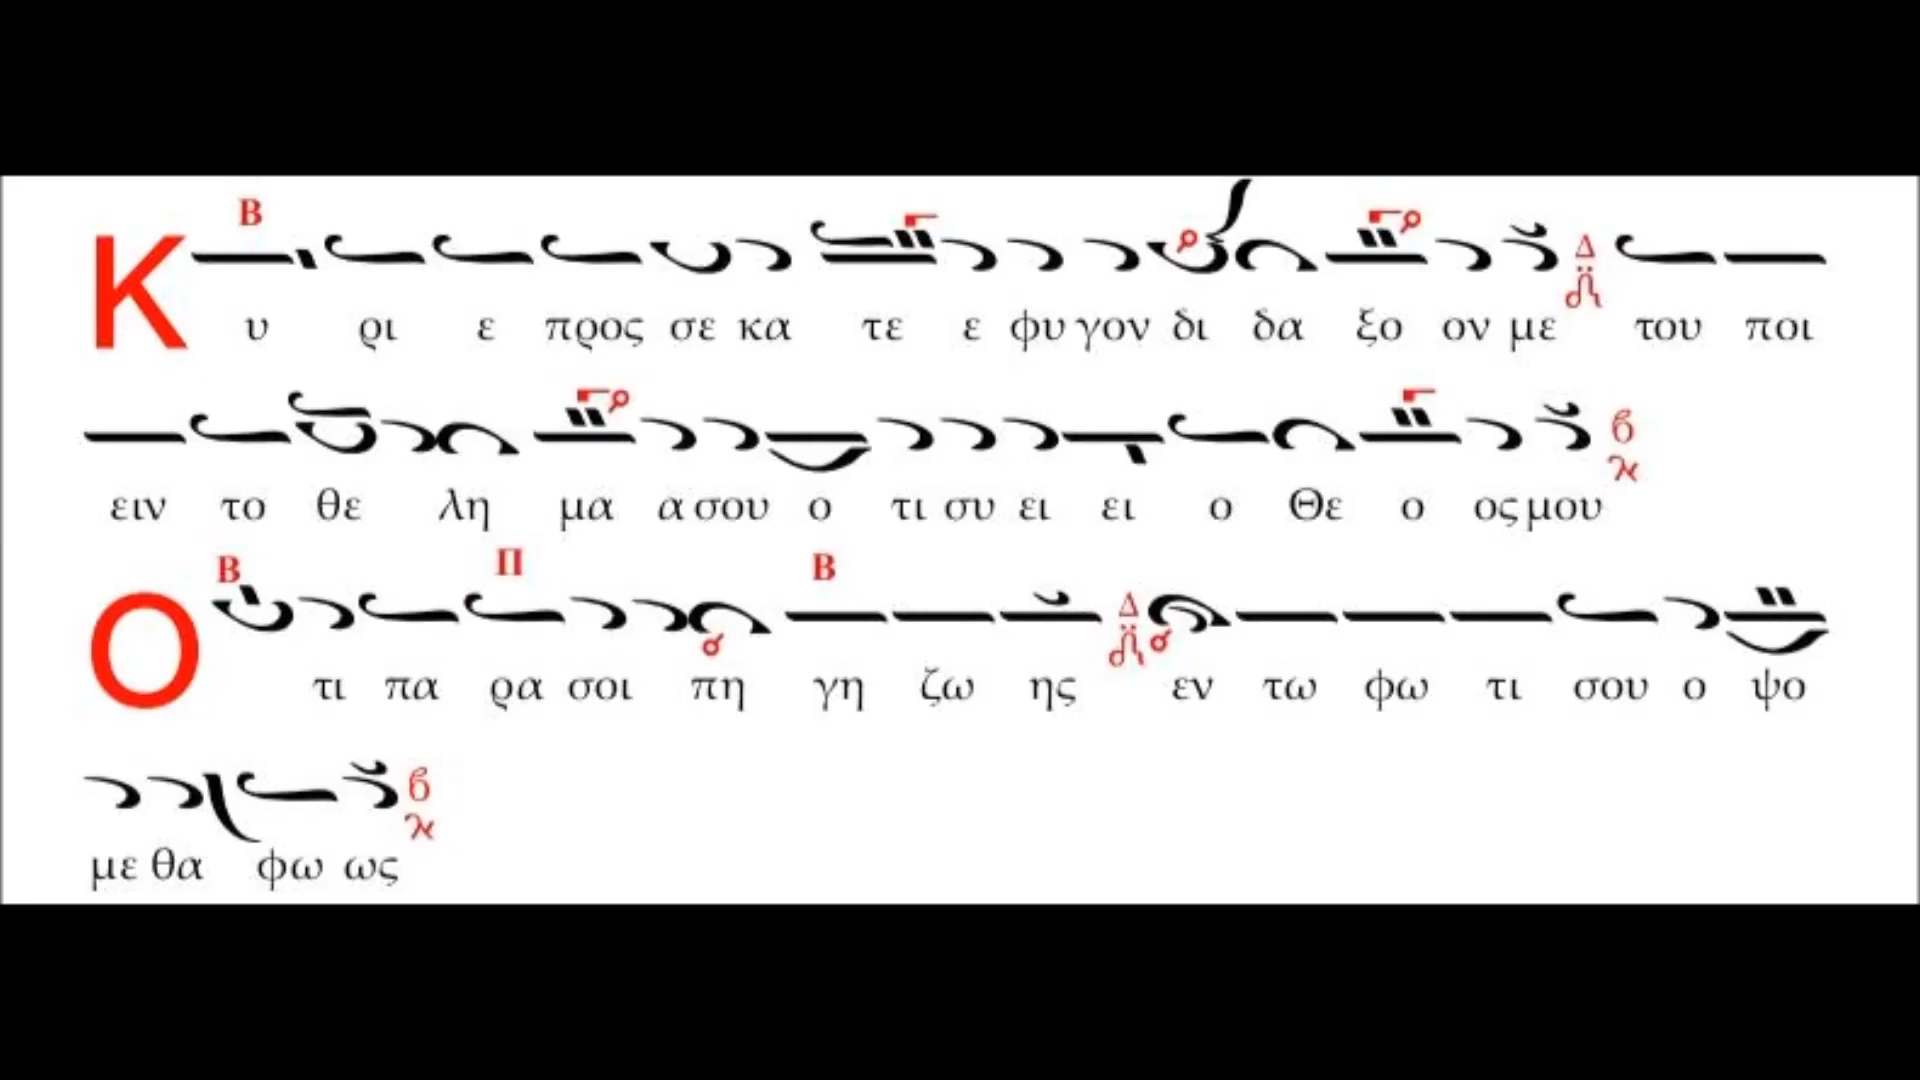 Β
Κυ ρι ε προς σε κα τε ε φυ γον δι δα ξο ον με Δ του ποι
ειν το θε λη μα α σου ο τι συ ει ει ο Θε ο ος μου β
Β Π Β
Ο τι πα ρα σοι πη γη ζω ης Δ εν τω φω τι σου ο ψο
με θα φω ως β